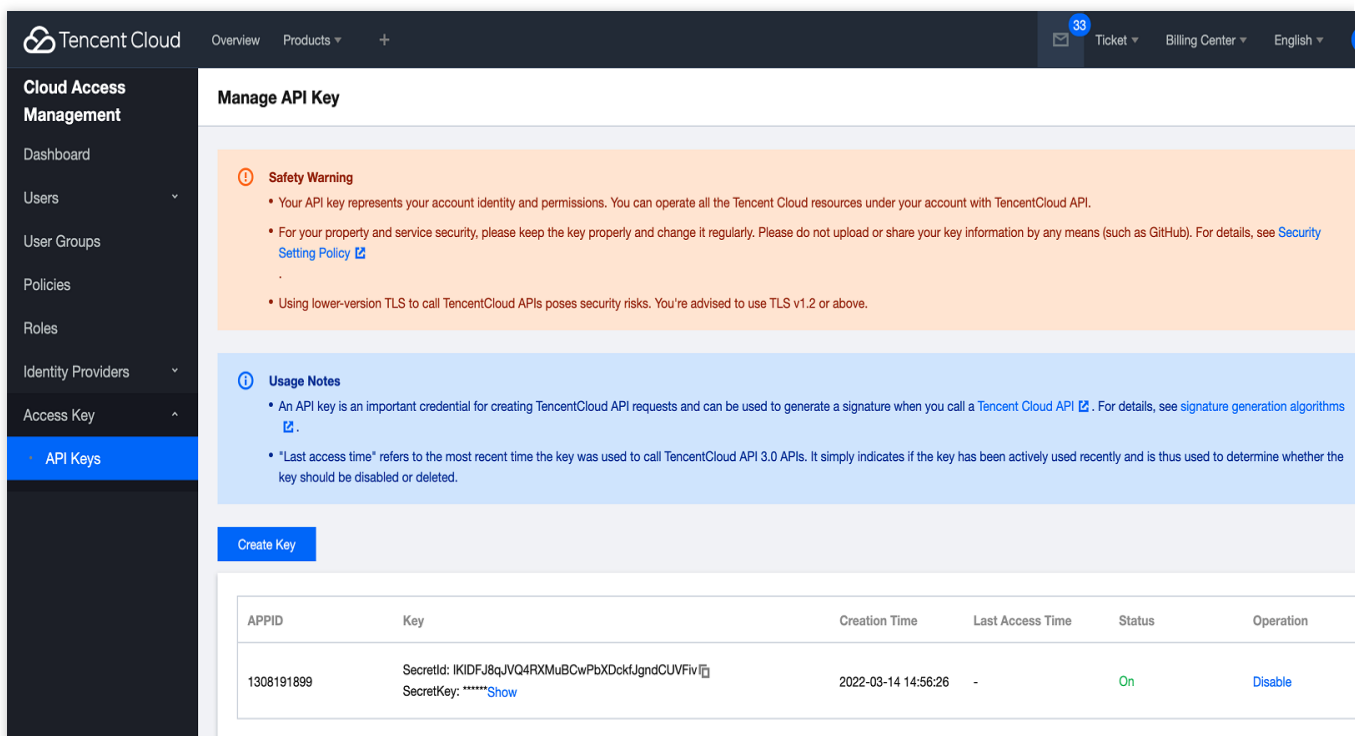 Tencent Cloud
Overview
Products
33
Ticket
Billing Center
English
Cloud Access
Management
Dashboard
Users
User Groups
Policies
Roles
Identity Providers
Access Key
API Keys
Manage API Key
Safety Warning
• Your API key represents your account identity and permissions. You can operate all the Tencent Cloud resources under your account with TencentCloud API.
• For your property and service security, please keep the key properly and change it regularly. Please do not upload or share your key information by any means (such as GitHub). For details, see Security
Setting Policy
.
• Using lower-version TLS to call TencentCloud APIs poses security risks. You're advised to use TLS v1.2 or above.
Usage Notes
• An API key is an important credential for creating TencentCloud API requests and can be used to generate a signature when you call a Tencent Cloud API . For details, see signature generation algorithms
.
• "Last access time" refers to the most recent time the key was used to call TencentCloud API 3.0 APIs. It simply indicates if the key has been actively used recently and is thus used to determine whether the
key should be disabled or deleted.
Create Key
APPID Key Creation Time Last Access Time Status Operation
SecretId: IKIDFJ8qJVQ4RXMuBCwPbXDckfJgndCUVFiv
1308191899 2022-03-14 14:56:26 - On Disable
SecretKey: ******Show